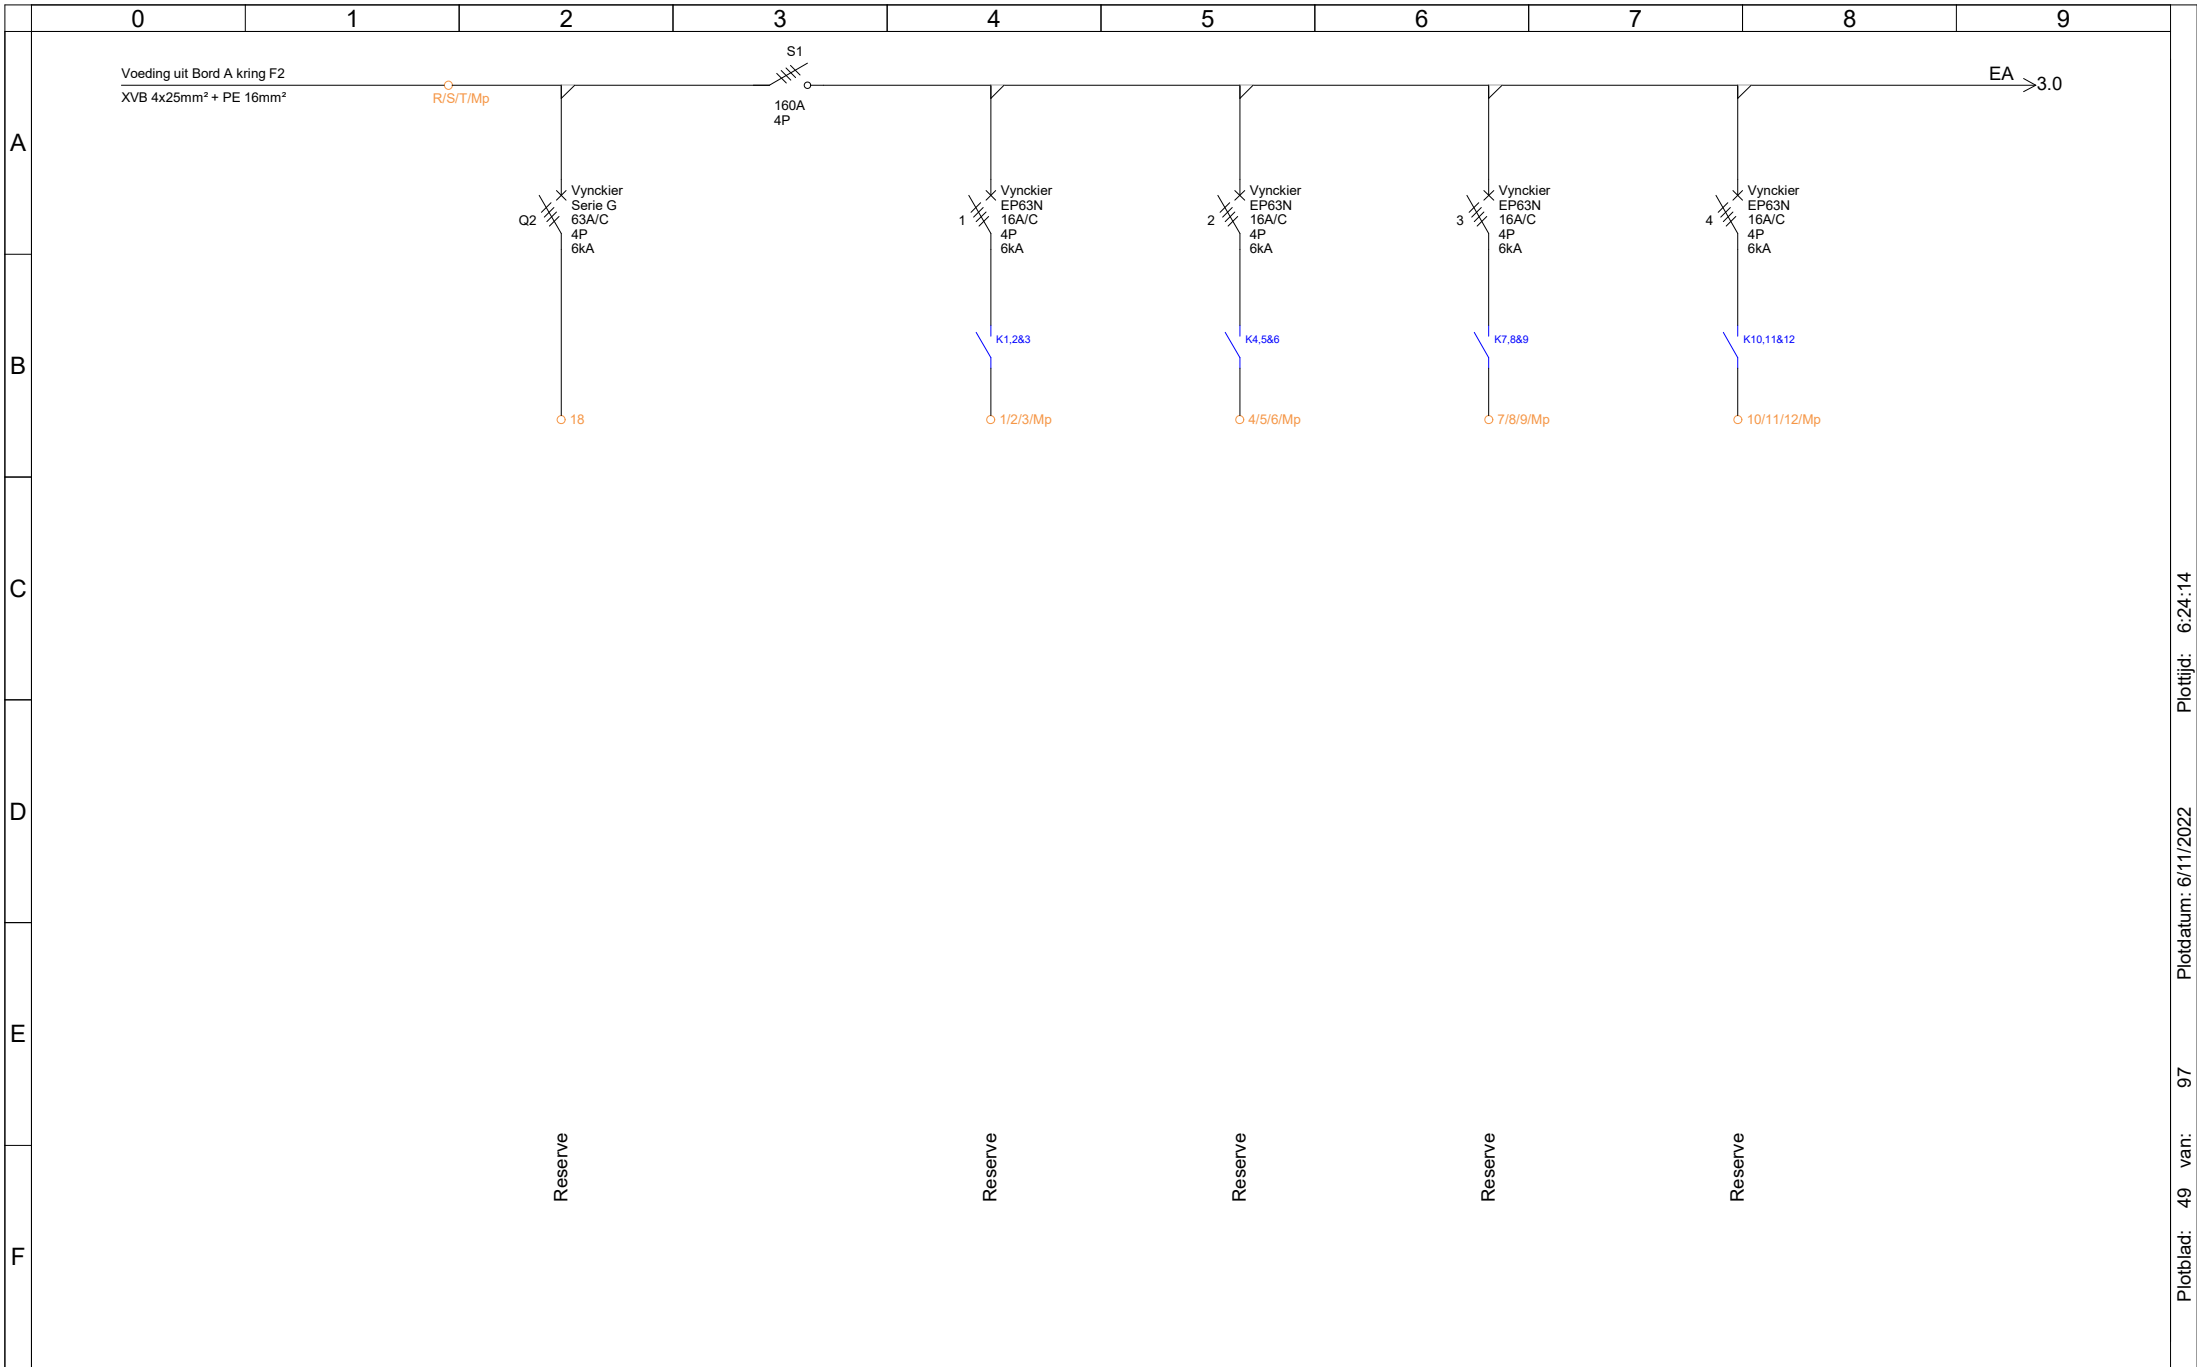 0 1 2 3 4 5 6 7 8 9
A
B
C
D
E
F
Voeding uit Bord A kring F2
XVB 4x25mm² + PE 16mm²
R/S/T/Mp
S1
160A
4P
EA
3.0
Q2
Vynckier
Serie G
63A/C
4P
6kA
18
1
Vynckier
EP63N
16A/C
4P
6kA
K1,2&3
1/2/3/Mp
2
Vynckier
EP63N
16A/C
4P
6kA
K4,5&6
4/5/6/Mp
3
Vynckier
EP63N
16A/C
4P
6kA
K7,8&9
7/8/9/Mp
4
Vynckier
EP63N
16A/C
4P
6kA
K10,11&12
10/11/12/Mp
Reserve
Reserve
Reserve
Reserve
Reserve
Plotblad: 49 van: 97 Plotdatum: 6/11/2022 Plottijd: 6:24:14